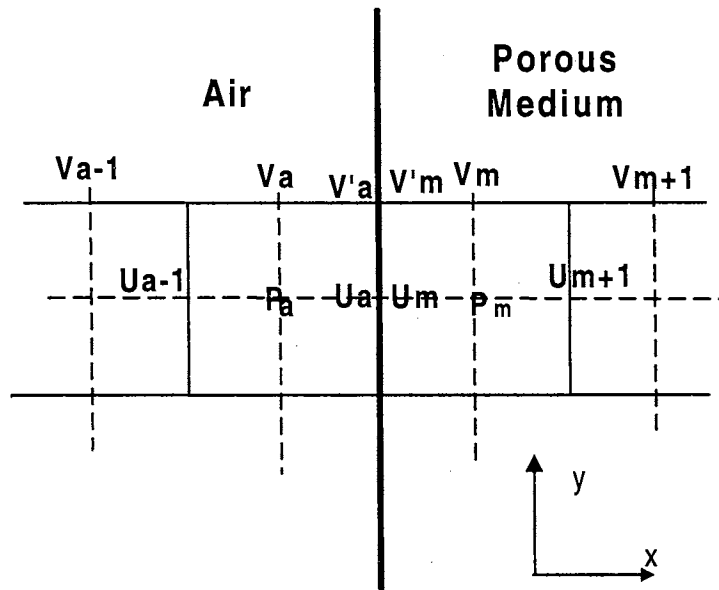 Air
Porous
Medium
Va-1
Va
V'a
V'm
Vm
Vm+1
Ua-1
Pa
Ua
Um
Pm
Um+1
y
x